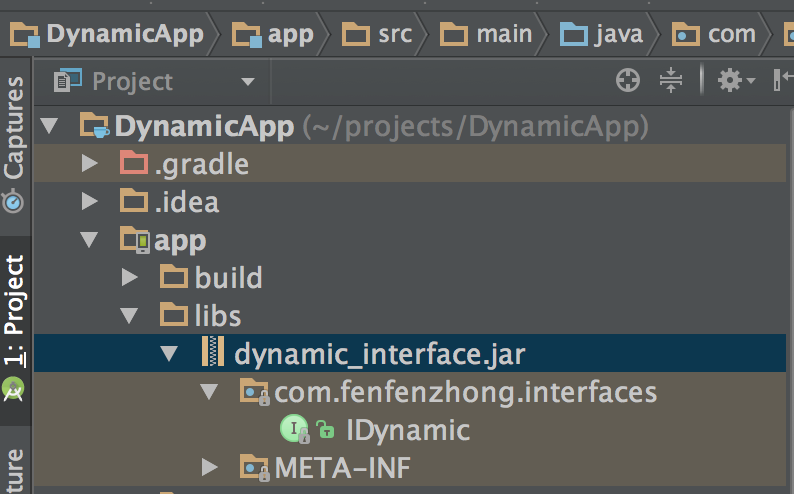 DynamicApp app src main java com
Project
DynamicApp (~/projects/DynamicApp)
.gradle
.idea
app
build
libs
dynamic_interface.jar
com.fenfenzhong.interfaces
I IDynamic
META-INF
Captures
1: Project
ture